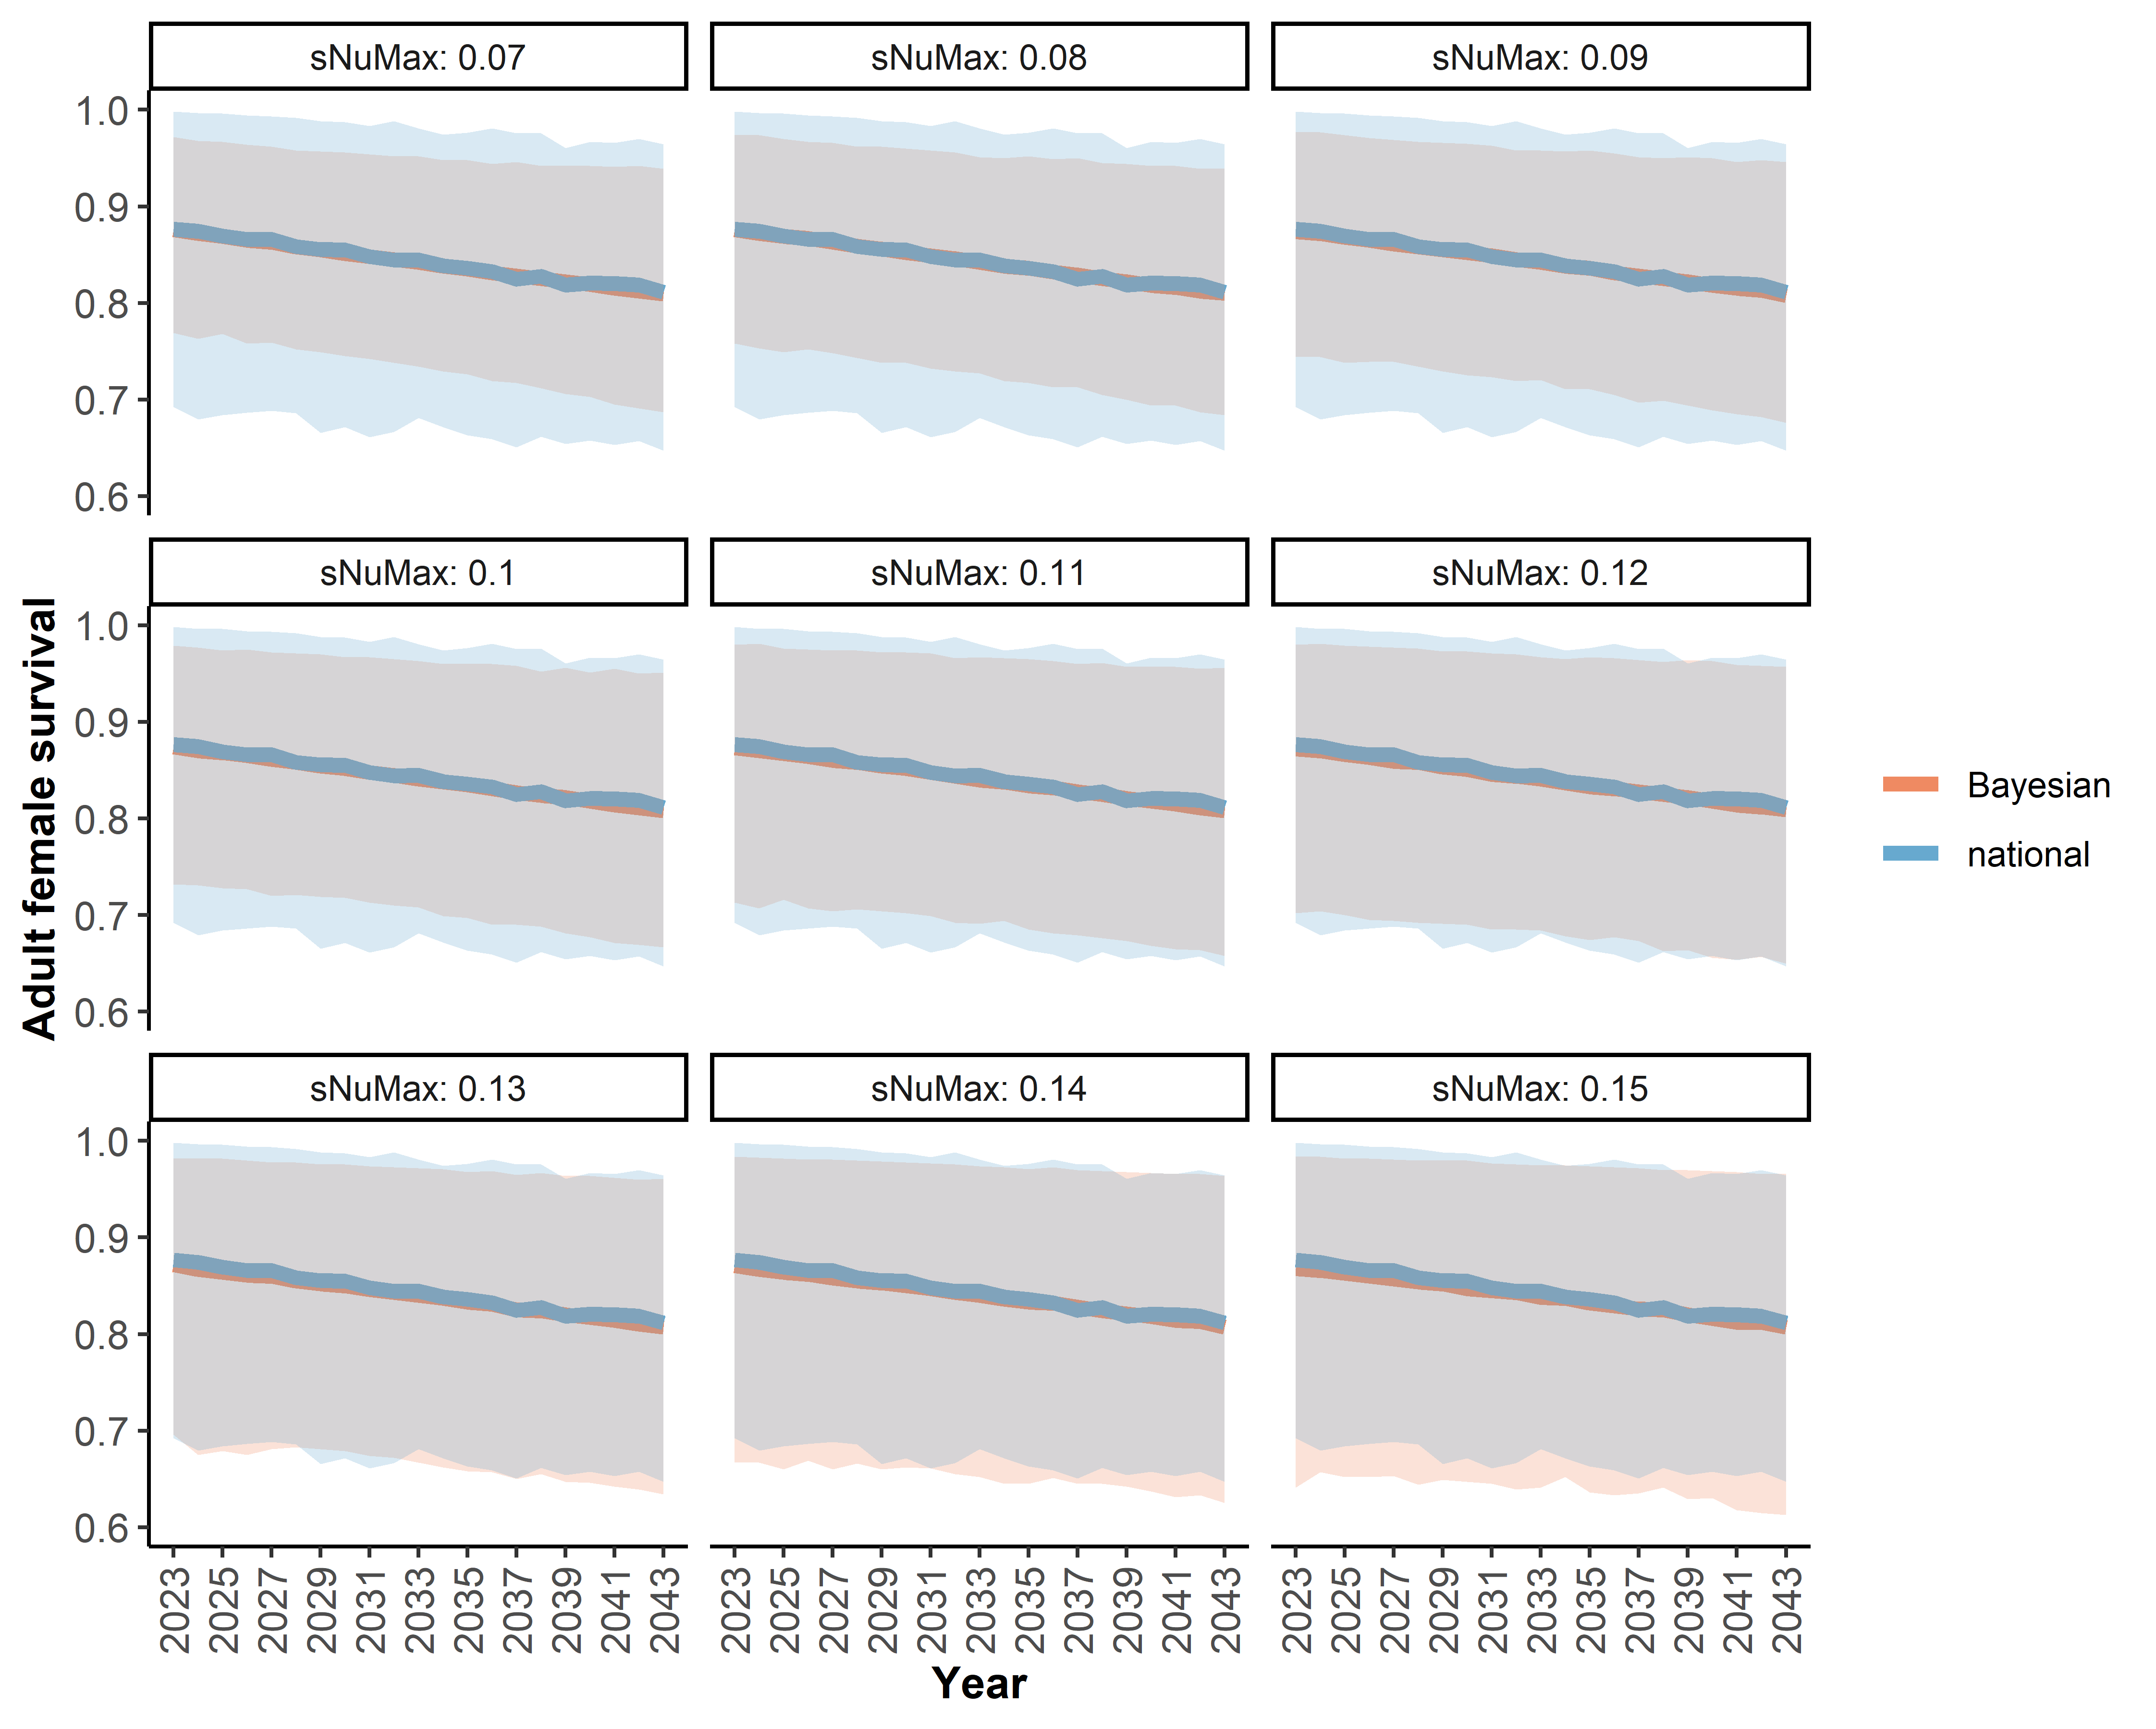 sNuMax: 0.07
sNuMax: 0.08
sNuMax: 0.09
1.0
0.9
0.8
0.7
0.6
sNuMax: 0.1
sNuMax: 0.11
sNuMax: 0.12
1.0
0.9
0.8
0.7
0.6
Adult female survival
Bayesian
national
sNuMax: 0.13
sNuMax: 0.14
sNuMax: 0.15
1.0
0.9
0.8
0.7
0.6
2023 2025 2027 2029 2031 2033 2035 2037 2039 2041 2043
2023 2025 2027 2029 2031 2033 2035 2037 2039 2041 2043
2023 2025 2027 2029 2031 2033 2035 2037 2039 2041 2043
Year